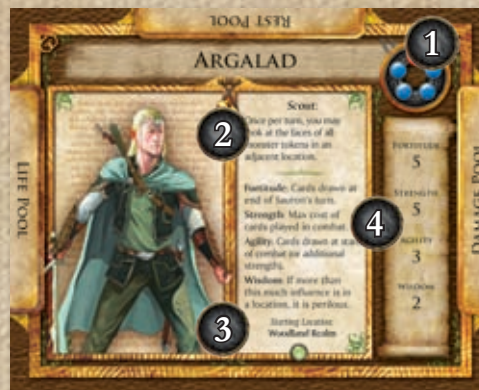 REST POOL
1
ARGALAD
LIFE POOL
2
Scout:
Once per turn, you may
look at the faces of all
monster tokens in an
adjacent location.
Fortitude: Cards drawn at
end of Sauron's turn.
Strength: Max cost of
cards played in combat.
Agility: Cards drawn at start
of combat (or additional
strength).
Wisdom: If more than
this much influence is in
a location, it is perilous.
3
Starting Location:
Woodland Realm
FORTITUDE
5
STRENGTH
5
4
AGILITY
3
WISDOM
2
DAMAGE POOL